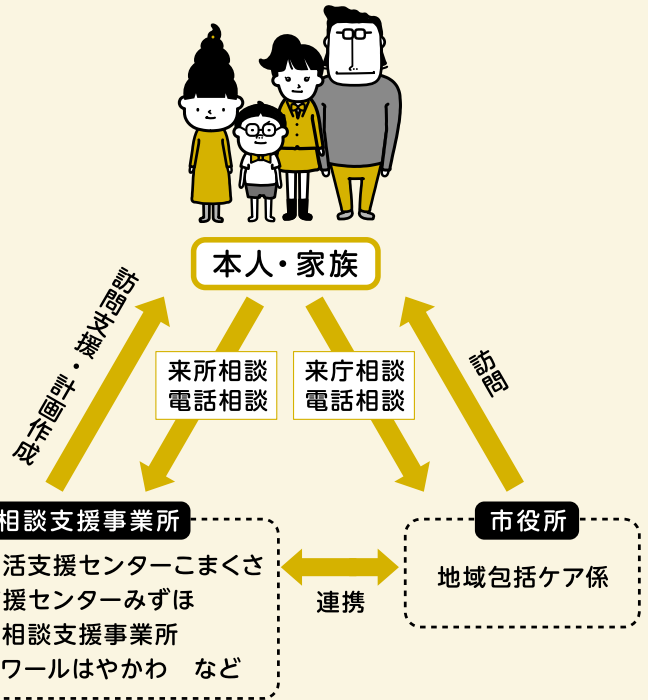 本人・家族
訪問支援・計画作成
来所相談
電話相談
来庁相談
電話相談
訪問
相談支援事業所
活支援センターこまくさ
援センターみずほ
相談支援事業所
ワールはやかわ　など
連携
市役所
地域包括ケア係